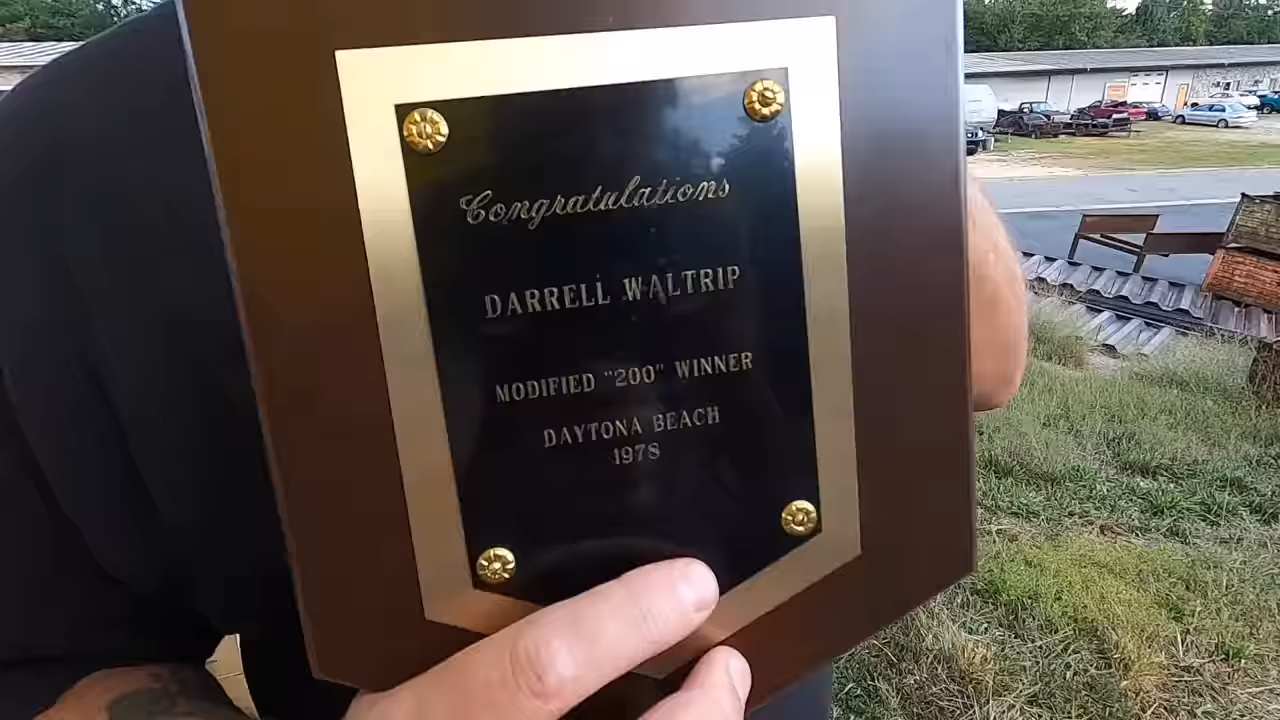 Congratulations
DARRELL WALTRIP
MODIFIED "200" WINNER
DAYTONA BEACH
1978